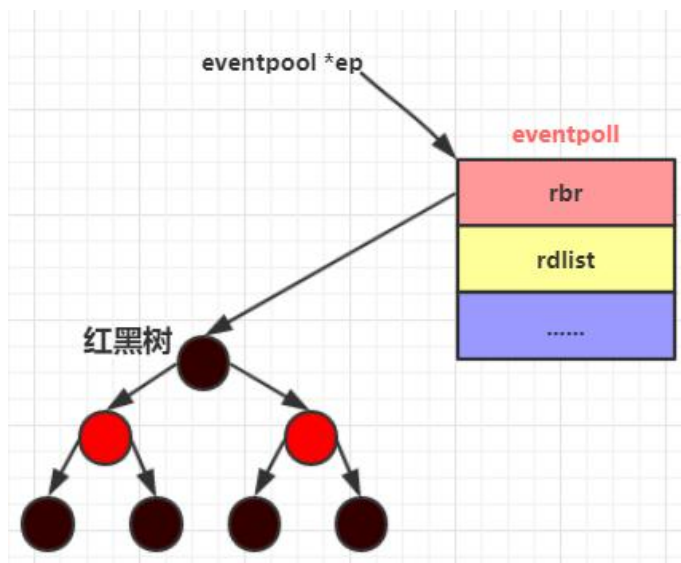 eventpool *ep
eventpoll
rbr
rdlist
......
红黑树